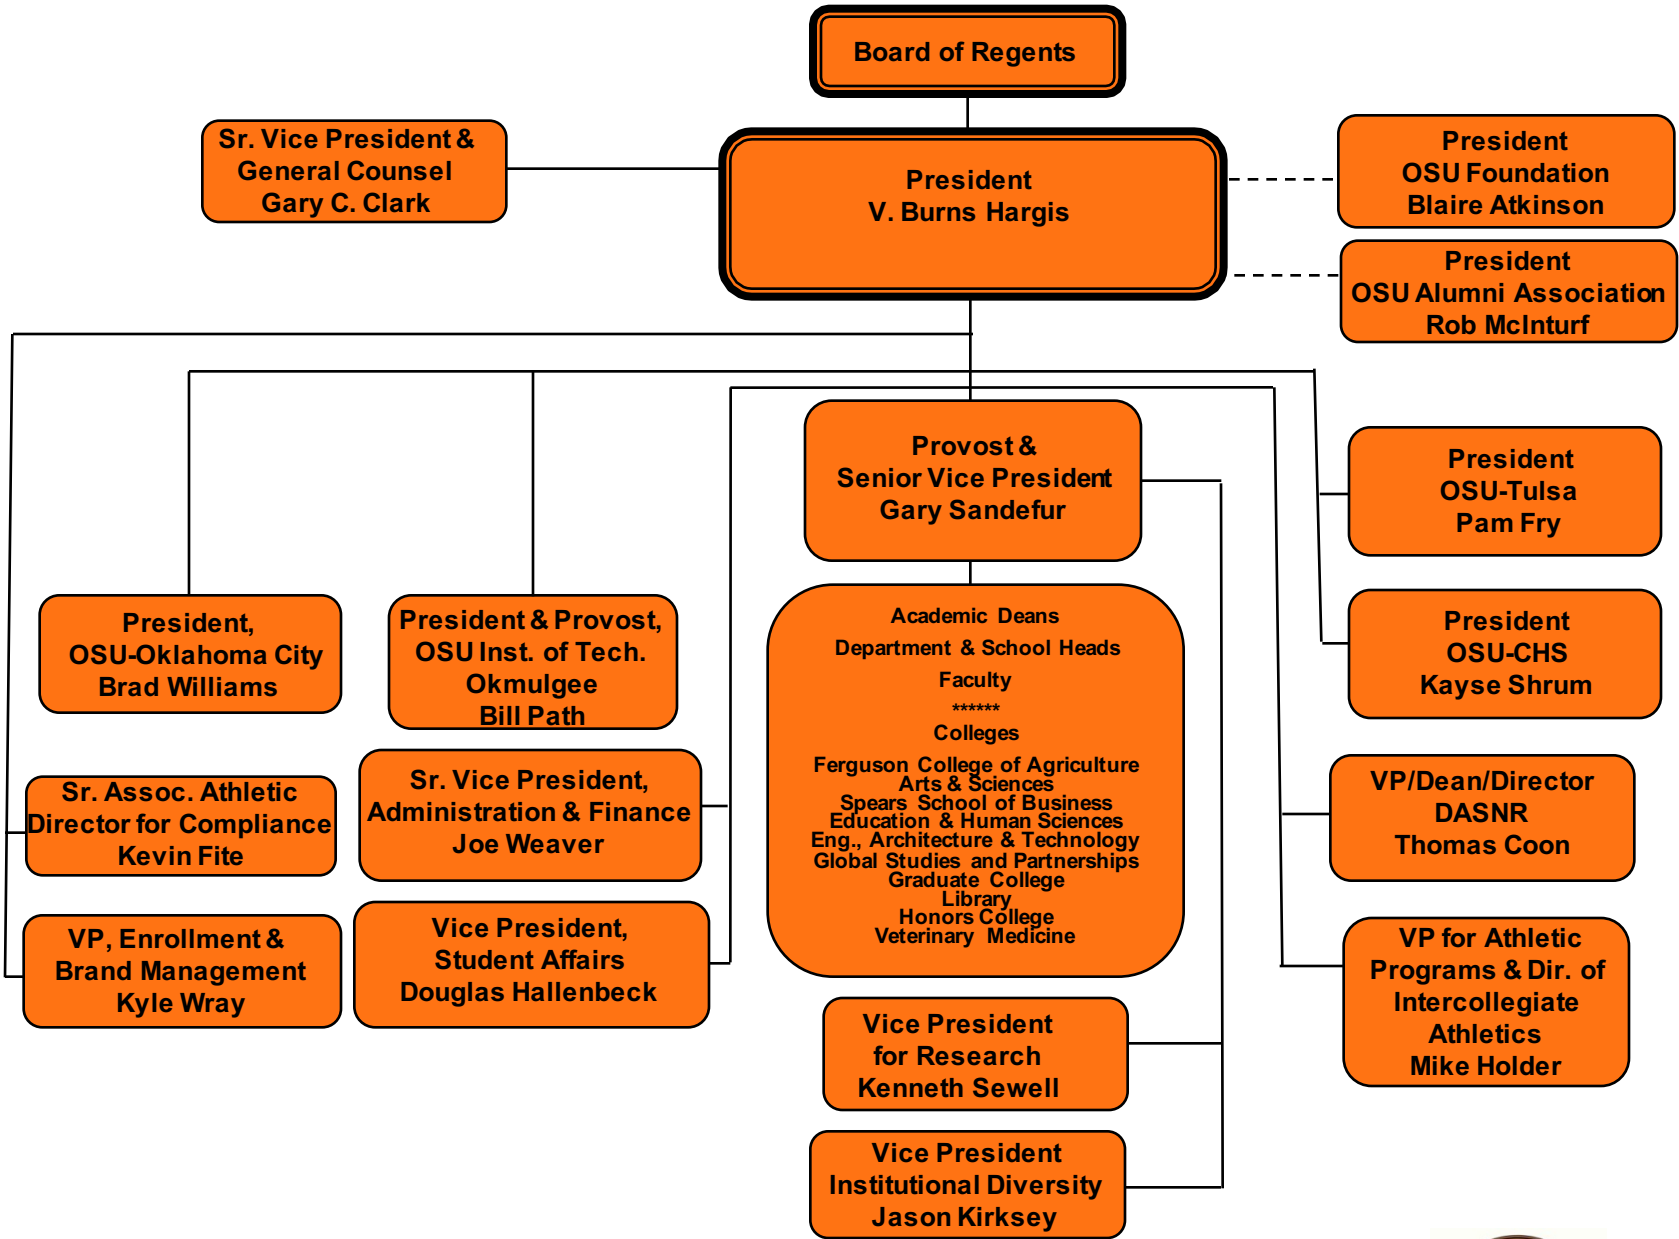 Board of Regents
Sr. Vice President &
General Counsel
Gary C. Clark
President
V. Burns Hargis
President
OSU Foundation
Blaire Atkinson
President
OSU Alumni Association
Rob McInturf
Provost &
Senior Vice President
Gary Sandefur
President
OSU-Tulsa
Pam Fry
President,
OSU-Oklahoma City
Brad Williams
President & Provost,
OSU Inst. of Tech.
Okmulgee
Bill Path
Academic Deans
Department & School Heads
Faculty
******
Colleges
Ferguson College of Agriculture
Arts & Sciences
Spears School of Business
Education & Human Sciences
Eng., Architecture & Technology
Global Studies and Partnerships
Graduate College
Library
Honors College
Veterinary Medicine
President
OSU-CHS
Kayse Shrum
Sr. Assoc. Athletic
Director for Compliance
Kevin Fite
Sr. Vice President,
Administration & Finance
Joe Weaver
VP/Dean/Director
DASNR
Thomas Coon
VP, Enrollment &
Brand Management
Kyle Wray
Vice President,
Student Affairs
Douglas Hallenbeck
VP for Athletic
Programs & Dir. of
Intercollegiate
Athletics
Mike Holder
Vice President
for Research
Kenneth Sewell
Vice President
Institutional Diversity
Jason Kirksey